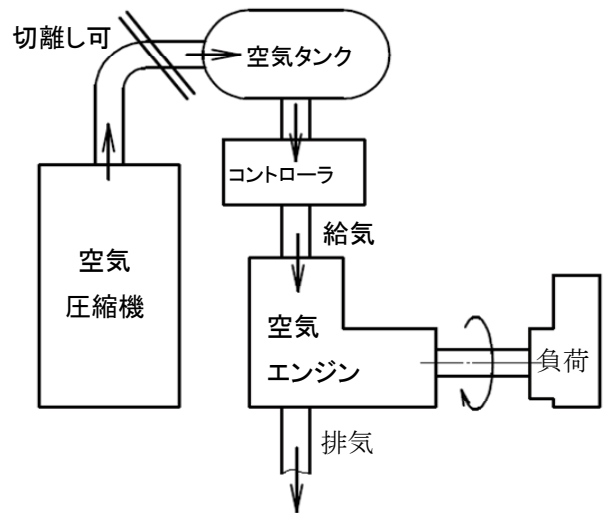 切離し可
空気タンク
コントローラ
給気
空気
圧縮機
空気
エンジン
負荷
排気